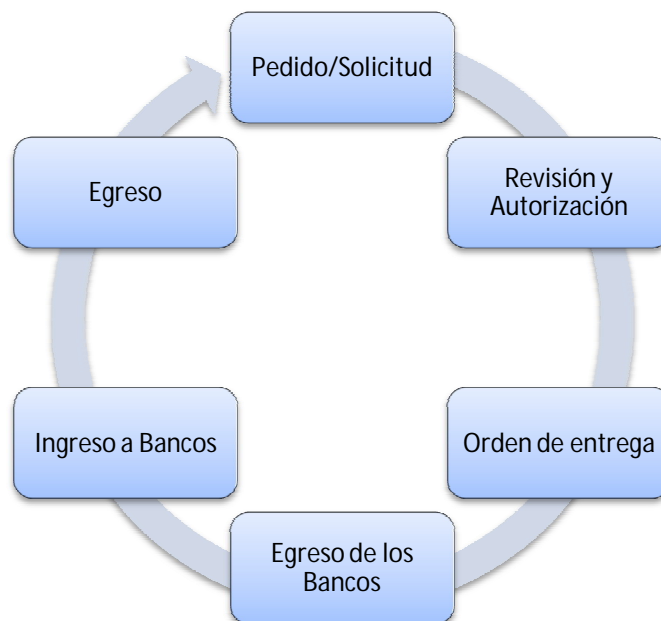 Pedido/Solicitud
Revisión y
Autorización
Orden de entrega
Egreso de los
Bancos
Ingreso a Bancos
Egreso